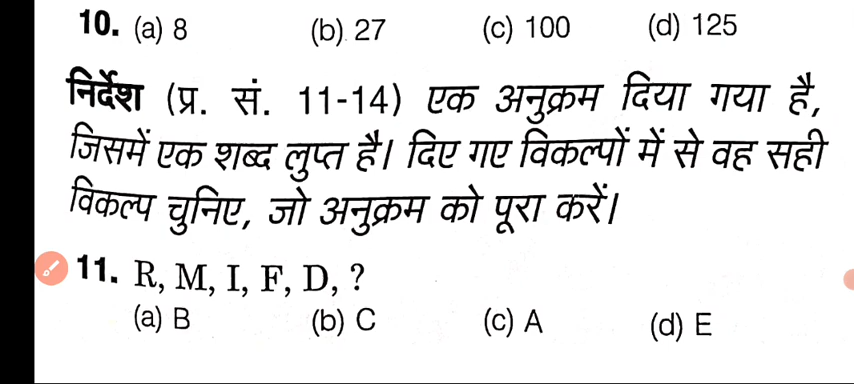 10. (a) 8 (b) 27 (c) 100 (d) 125
निर्देश (प्र. सं. 11-14) एक अनुक्रम दिया गया है,
जिसमें एक शब्द लुप्त है। दिए गए विकल्पों में से वह सही
विकल्प चुनिए, जो अनुक्रम को पूरा करें।
11. R, M, I, F, D, ?
(a) B (b) C (c) A (d) E